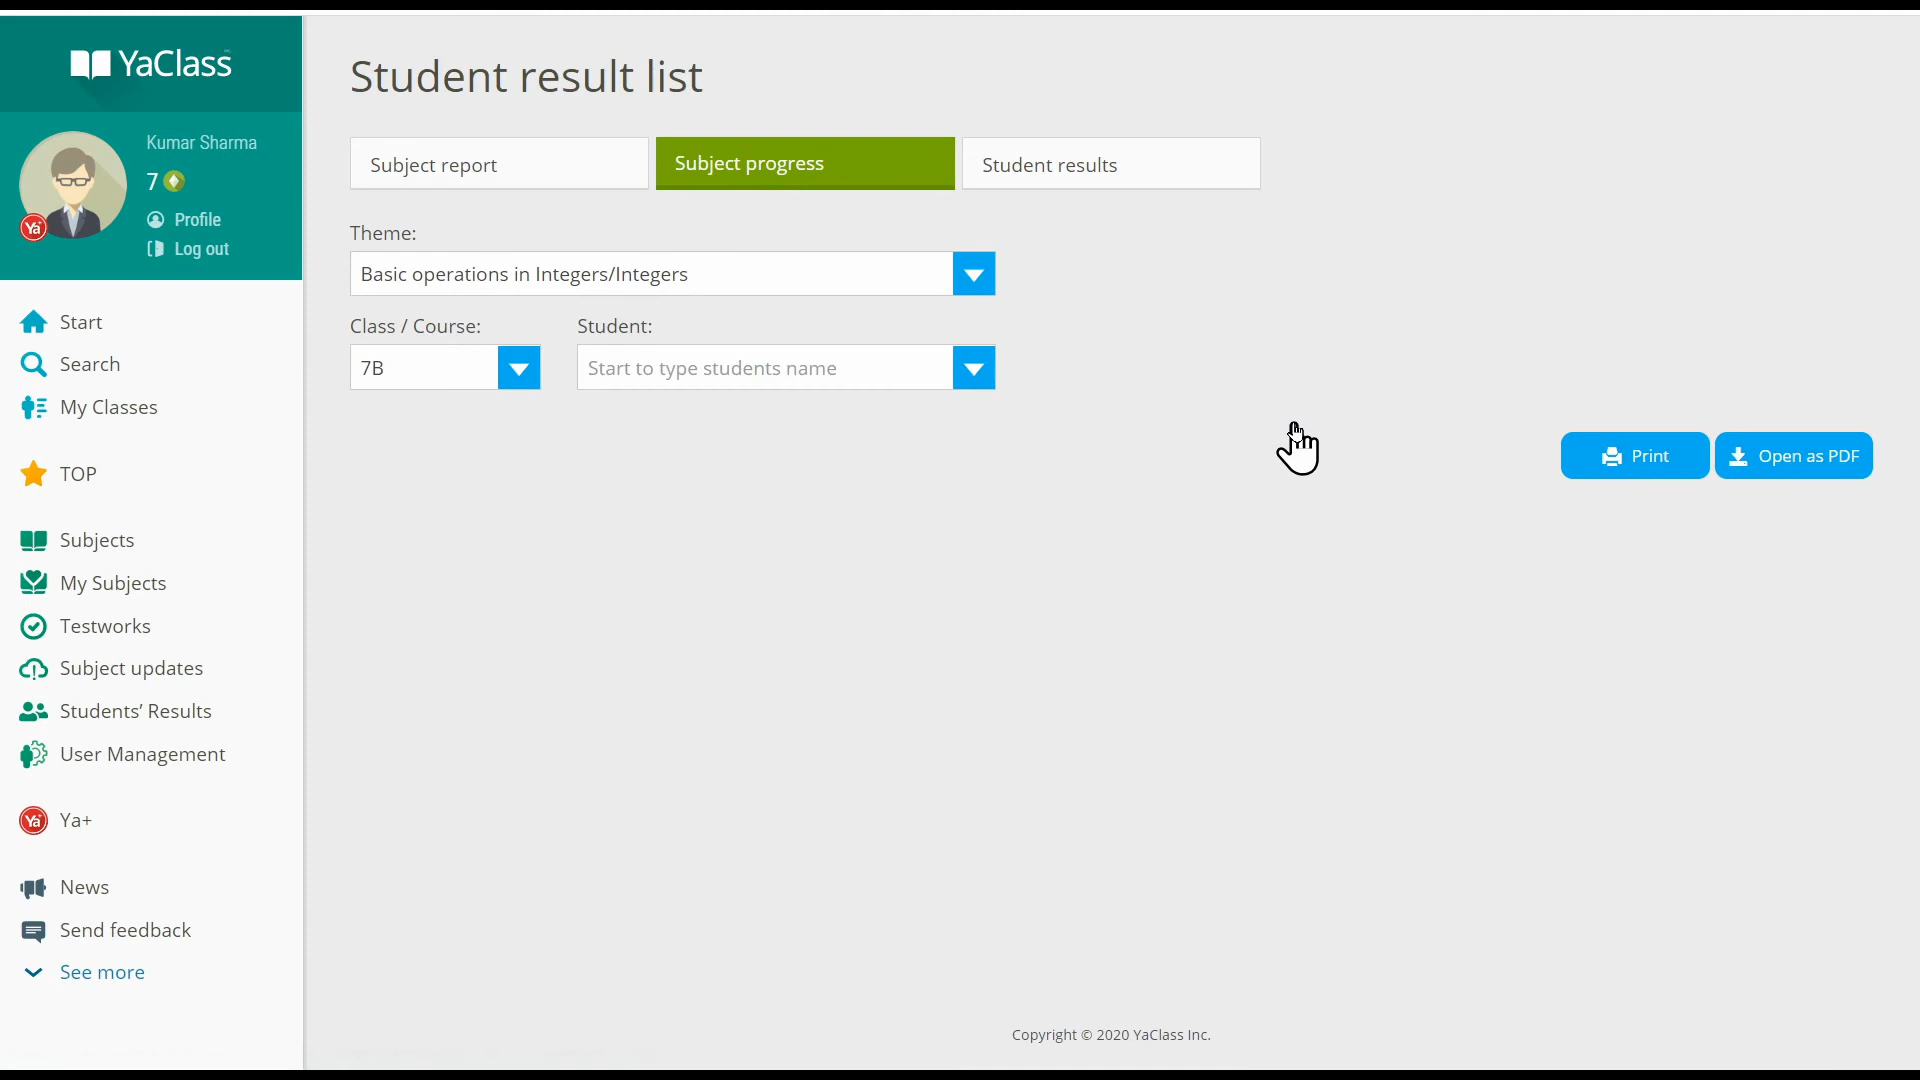 YaClass
Kumar Sharma
7
Ya+
Profile
Log out
Start
Search
My Classes
TOP
Subjects
My Subjects
Testworks
Subject updates
Students’ Results
User Management
Ya+ Ya+
News
Send feedback
See more
Student result list
Subject report Subject progress Student results
Theme:
Basic operations in Integers/Integers
Class / Course: Student:
7B Start to type students name
Print Open as PDF
Copyright © 2020 YaClass Inc.